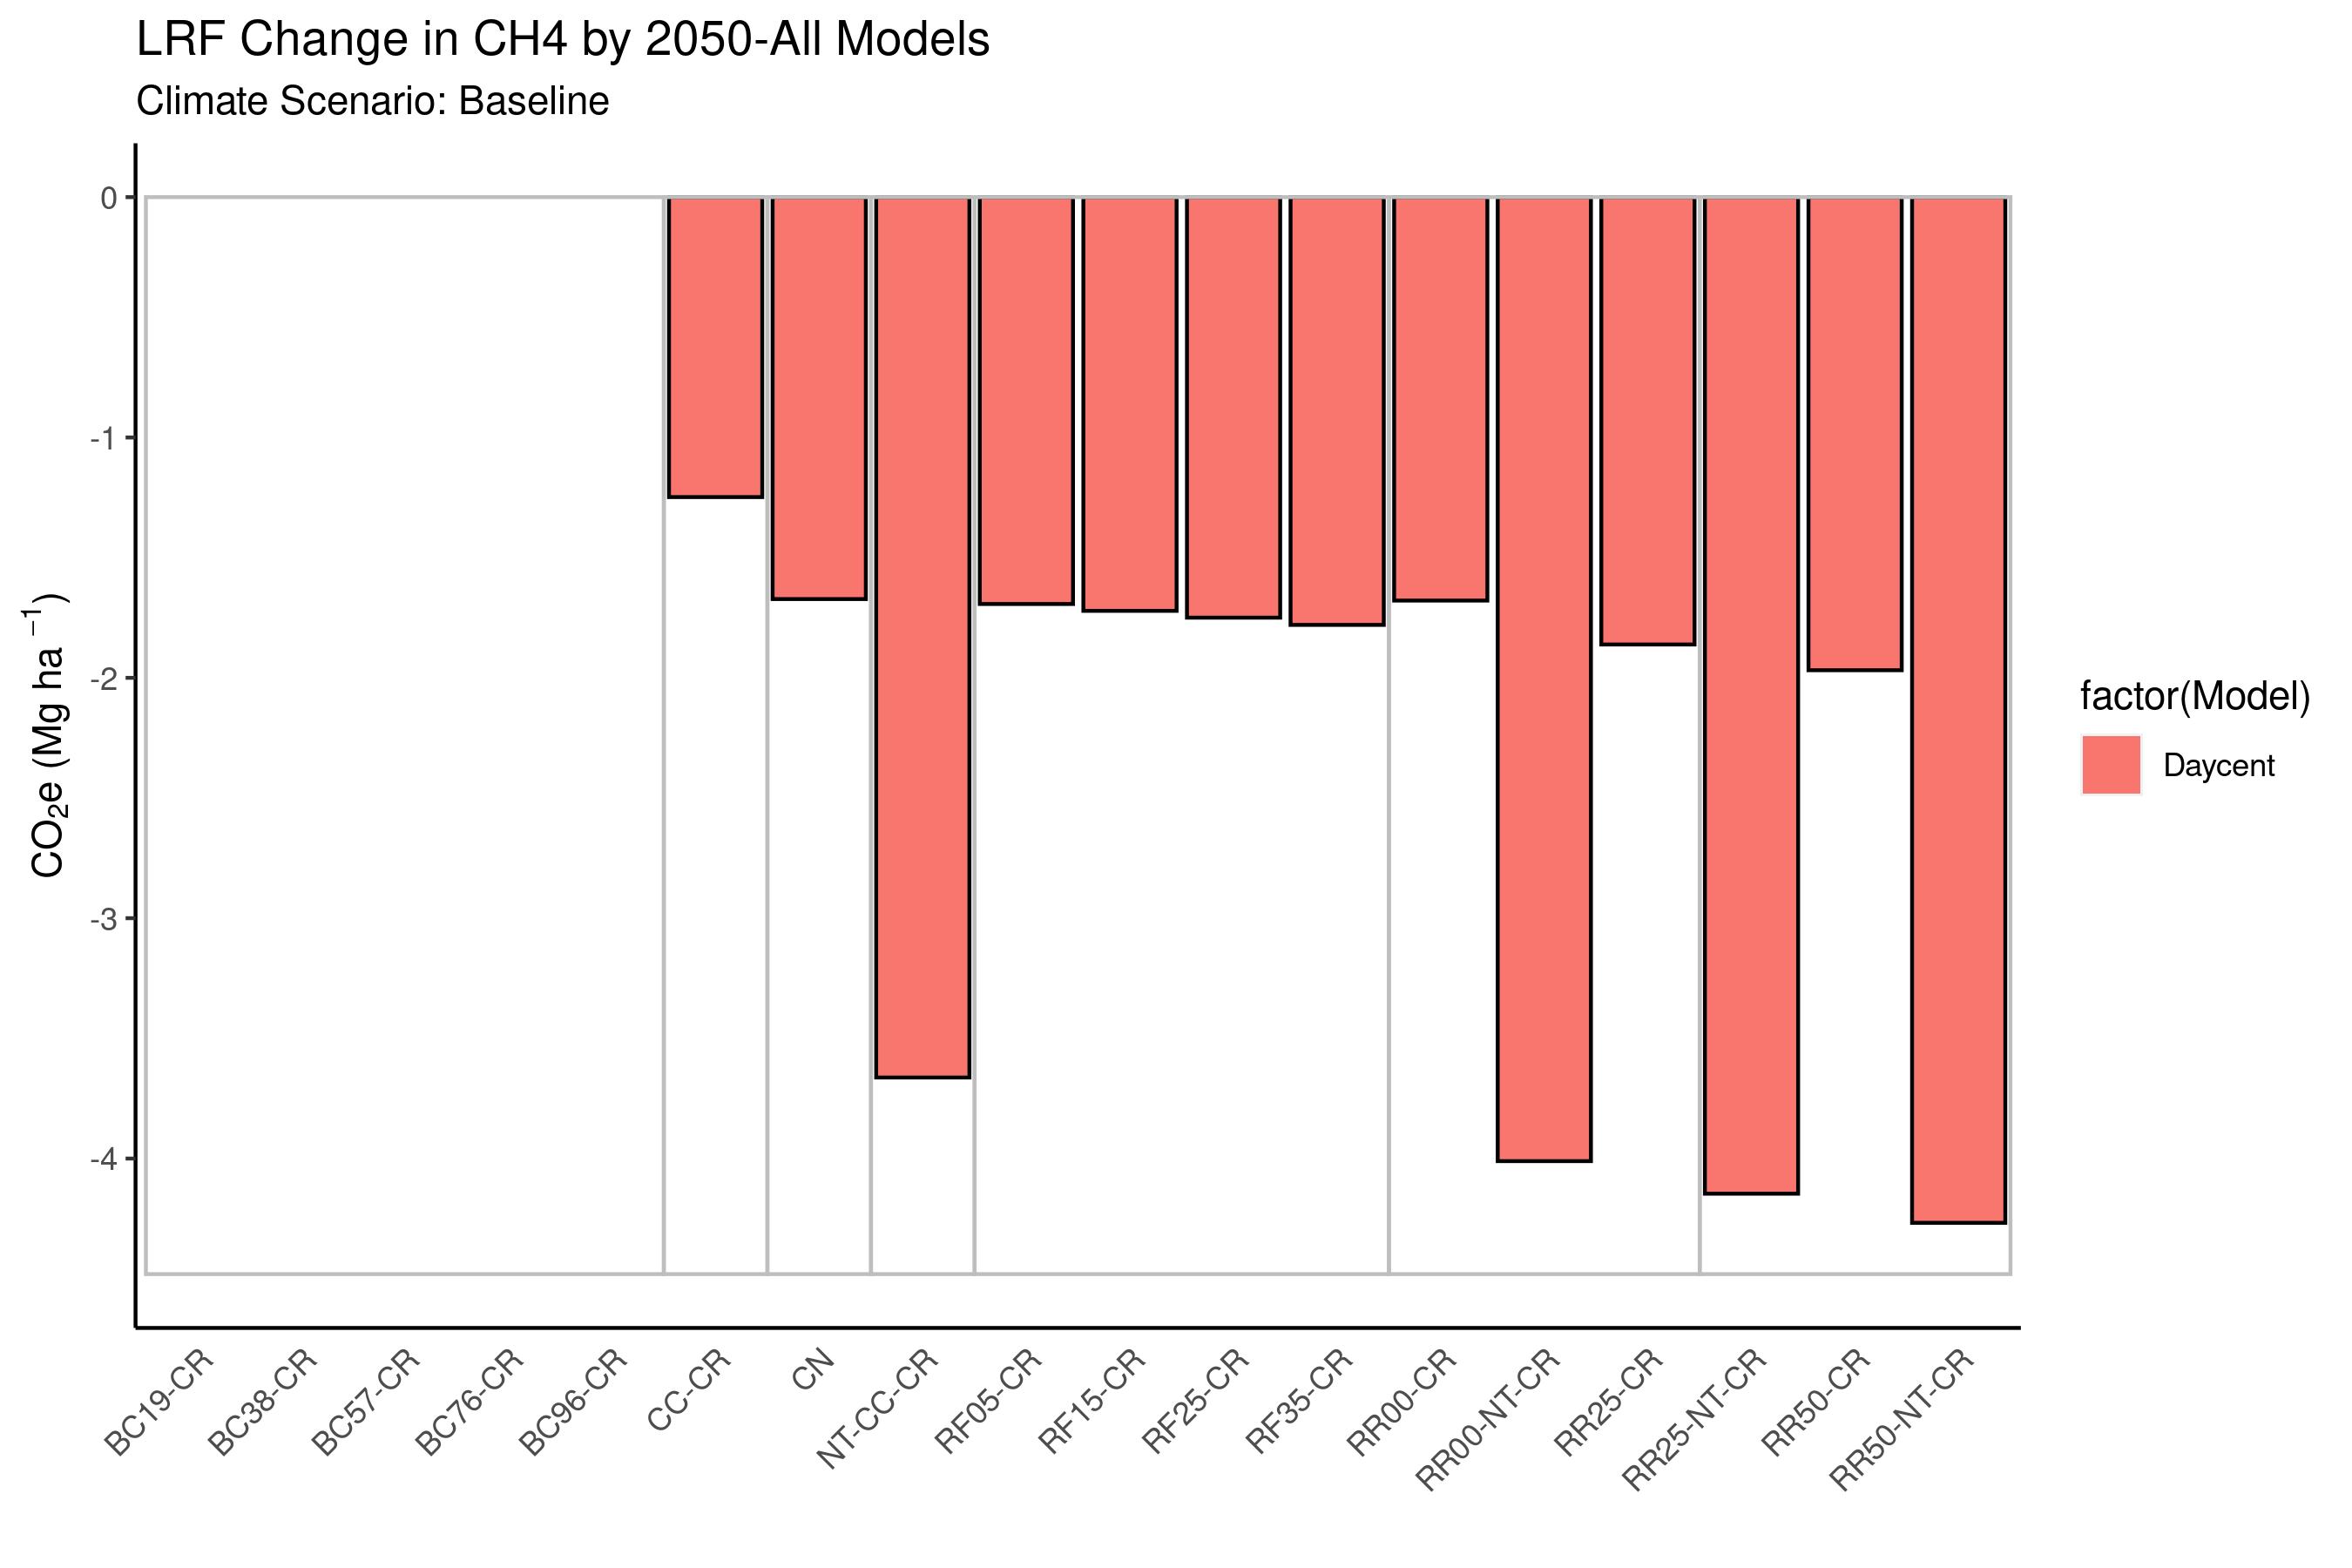 LRF Change in CH4 by 2050-All Models
Climate Scenario: Baseline
0
-1
-2
-3
-4
CO₂e (Mg ha ⁻¹)
BC19-CR
BC38-CR
BC57-CR
BC76-CR
BC96-CR
CC-CR
CN
NT-CC-CR
RF05-CR
RF15-CR
RF25-CR
RF35-CR
RR00-CR
RR00-NT-CR
RR25-CR
RR25-NT-CR
RR50-CR
RR50-NT-CR
factor(Model)
Daycent